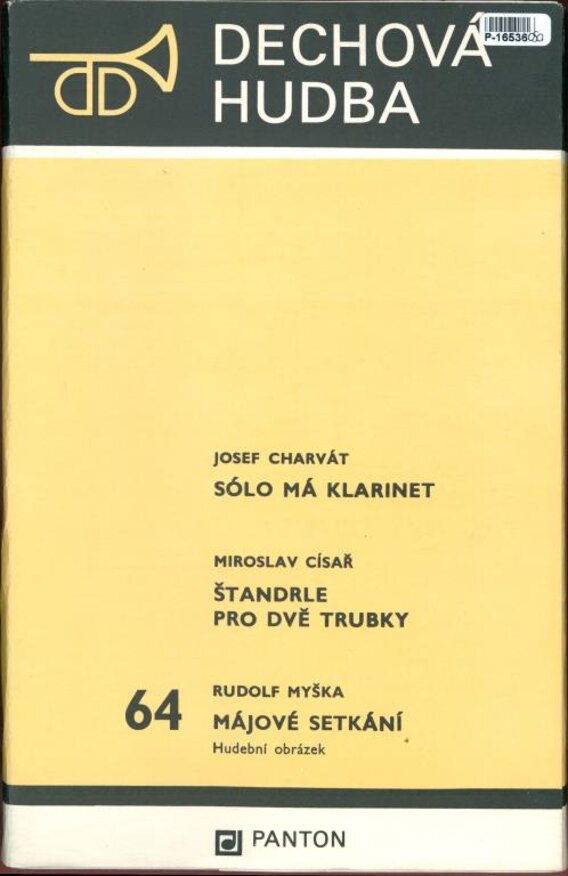 DECHOVÁ
HUDBA
JOSEF CHARVÁT
SÓLO MÁ KLARINET
MIROSLAV CÍSAŘ
ŠTANDRLE
PRO DVĚ TRUBKY
64
RUDOLF MYŠKA
MÁJOVÉ SETKÁNÍ
Hudební obrázek
PANTON